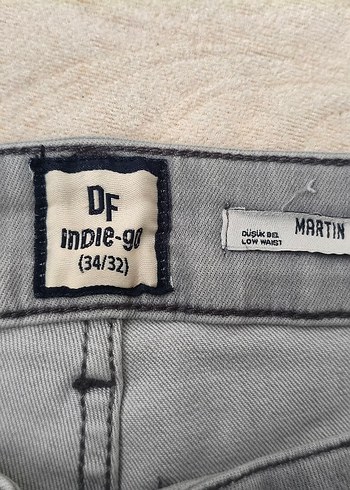 DF
INDIE-go
(34/32)
MARTIN
DÜŞÜK BEL
LOW WAIST